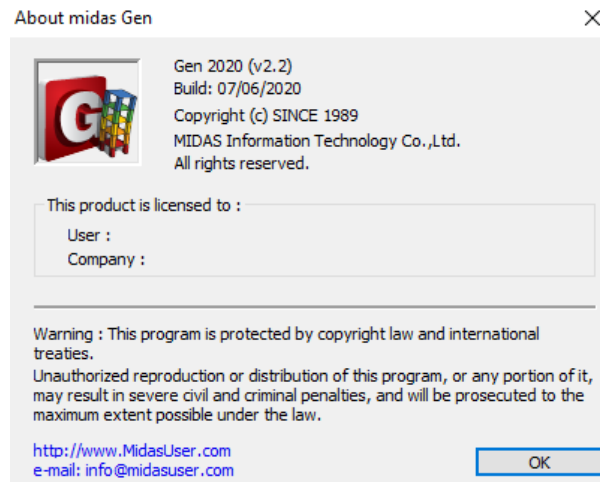 About midas Gen
G
Gen 2020 (v2.2)
Build: 07/06/2020
Copyright (c) SINCE 1989
MIDAS Information Technology Co.,Ltd.
All rights reserved.
This product is licensed to :
User :
Company :
Warning : This program is protected by copyright law and international
treaties.
Unauthorized reproduction or distribution of this program, or any portion of it,
may result in severe civil and criminal penalties, and will be prosecuted to the
maximum extent possible under the law.
http://www.MidasUser.com
e-mail: info@midasuser.com
OK